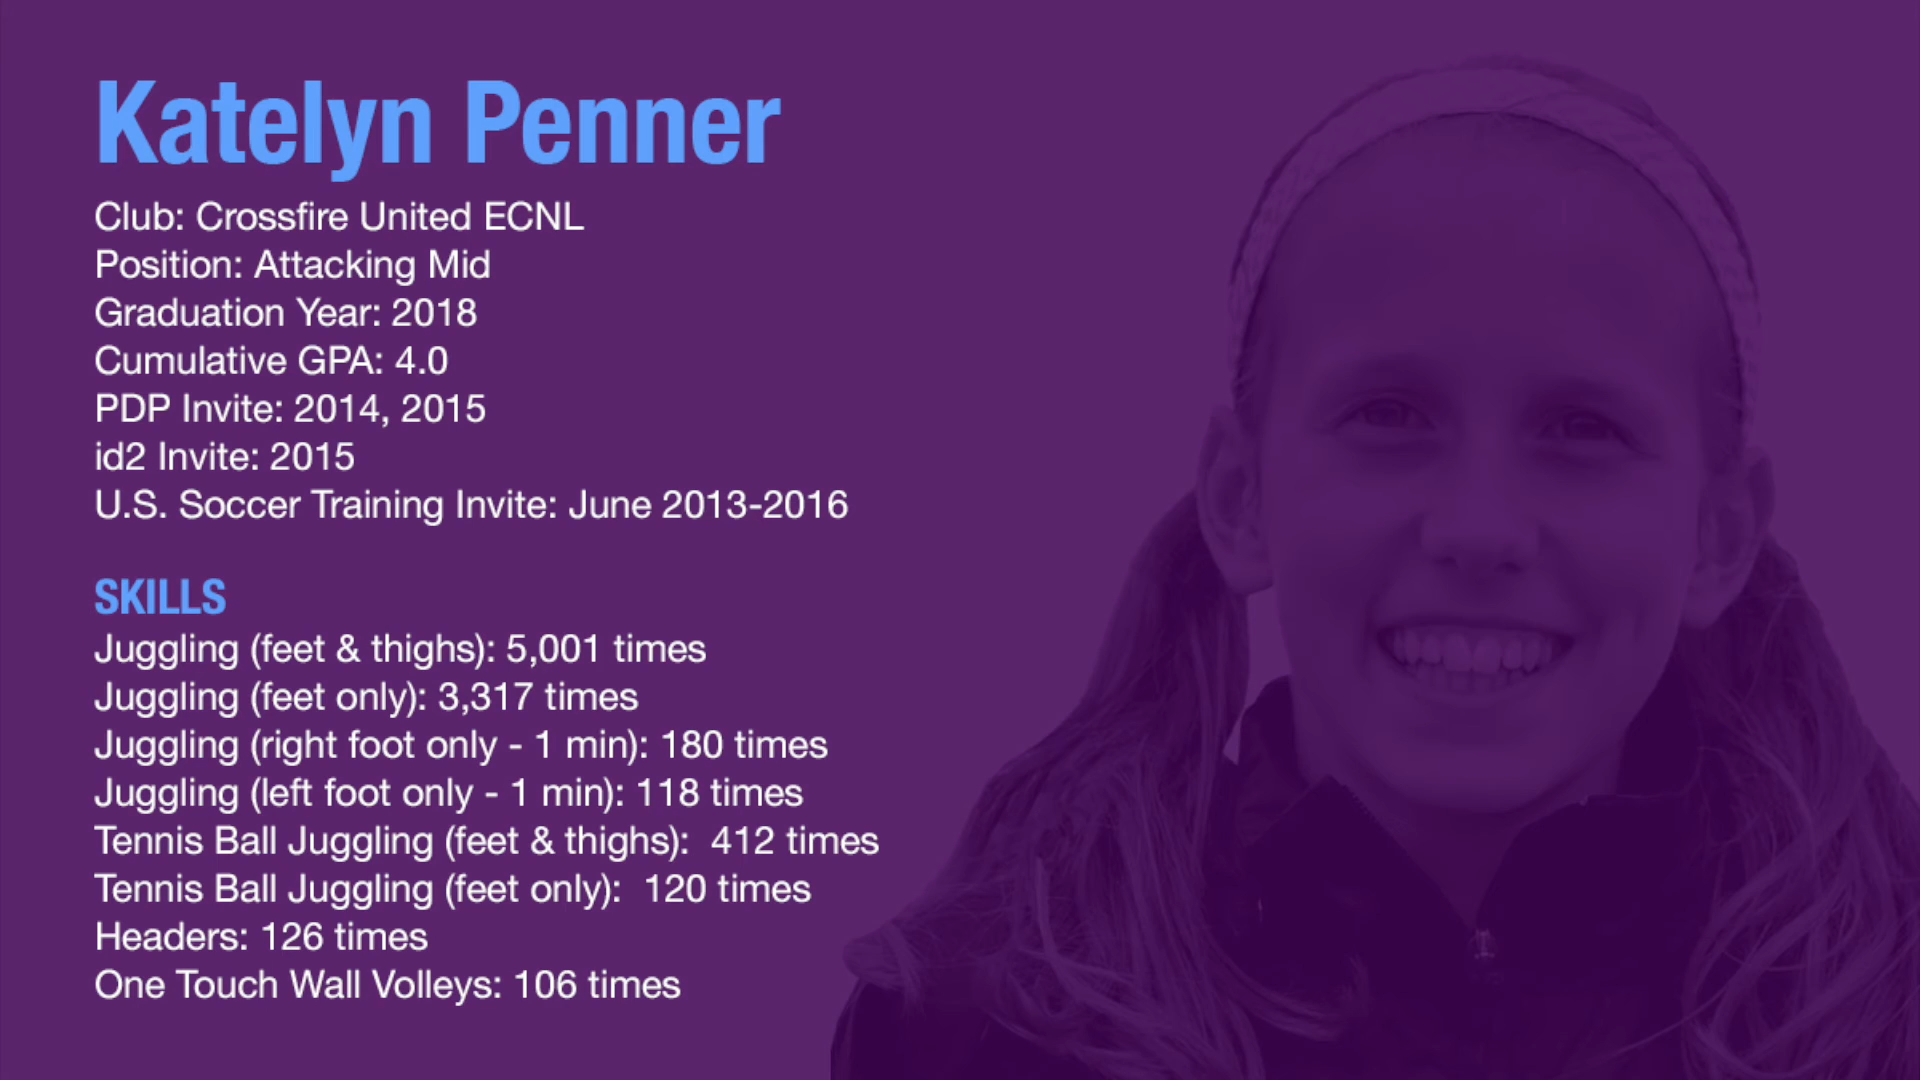 Katelyn Penner
Club: Crossfire United ECNL
Position: Attacking Mid
Graduation Year: 2018
Cumulative GPA: 4.0
PDP Invite: 2014, 2015
id2 Invite: 2015
U.S. Soccer Training Invite: June 2013-2016
SKILLS
Juggling (feet & thighs): 5,001 times
Juggling (feet only): 3,317 times
Juggling (right foot only - 1 min): 180 times
Juggling (left foot only - 1 min): 118 times
Tennis Ball Juggling (feet & thighs):  412 times
Tennis Ball Juggling (feet only):  120 times
Headers: 126 times
One Touch Wall Volleys: 106 times